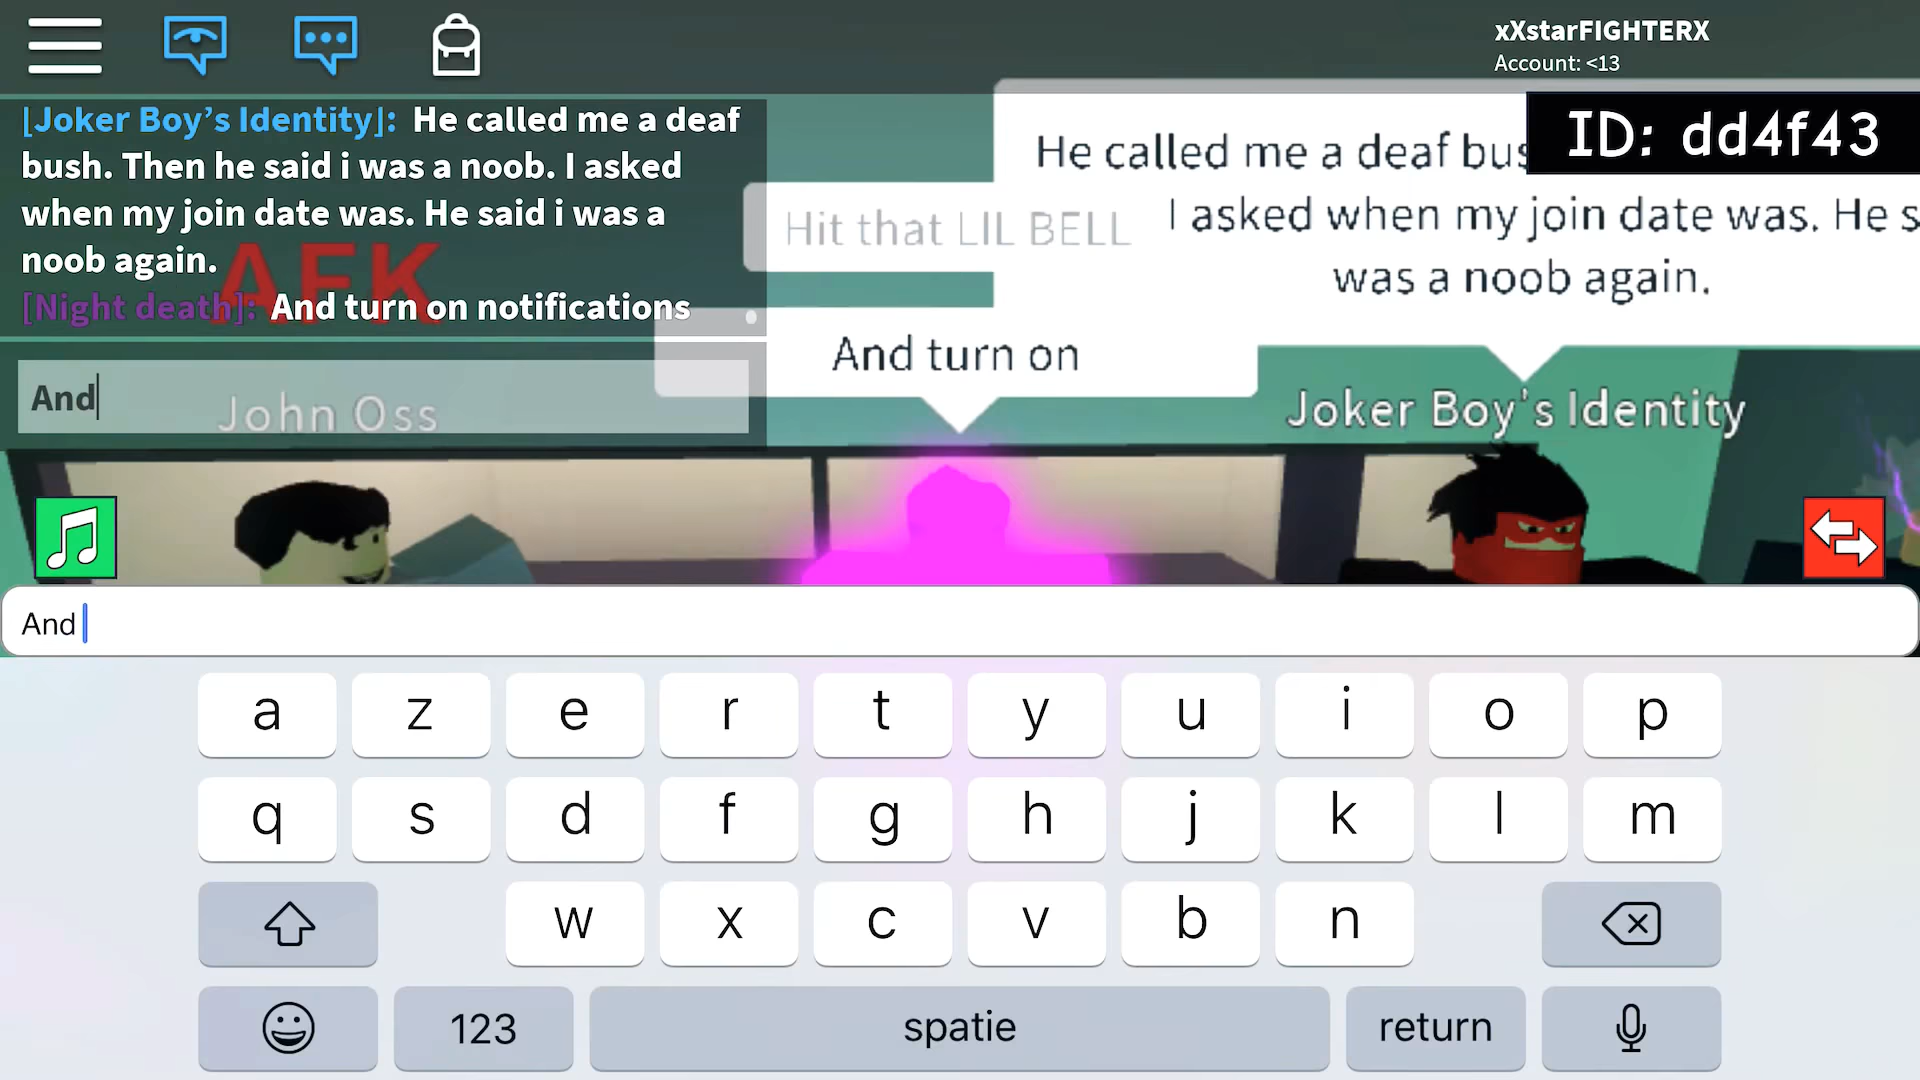 xXstarFIGHTERX
Account: <13
ID: dd4f43
[Joker Boy’s Identity]: He called me a deaf
bush. Then he said i was a noob. I asked
when my join date was. He said i was a
noob again.
[Night death]: And turn on notifications
AFK
And
John Oss
He called me a deaf bus
I asked when my join date was. He s
was a noob again.
Hit that LIL BELL
And turn on
Joker Boy's Identity
And
a z e r t y u i o p
q s d f g h j k l m
w x c v b n
123 spatie return